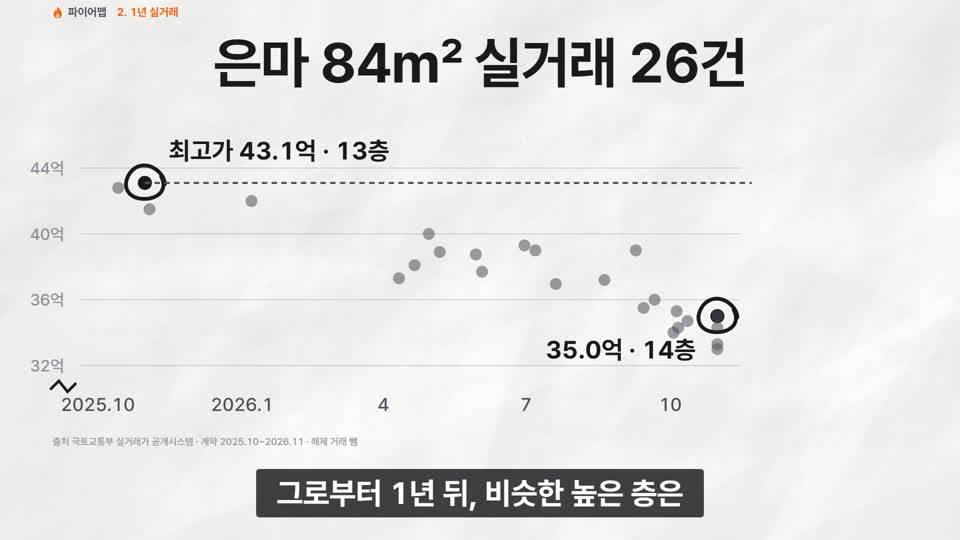 파이어맵 2. 1년 실거래
은마 84m² 실거래 26건
최고가 43.1억 · 13층
44억
40억
36억
35.0억 · 14층
32억
2025.10 2026.1 4 7 10
출처 국토교통부 실거래가 공개시스템 · 계약 2025.10~2026.11 · 해제 거래 뺌
그로부터 1년 뒤, 비슷한 높은 층은